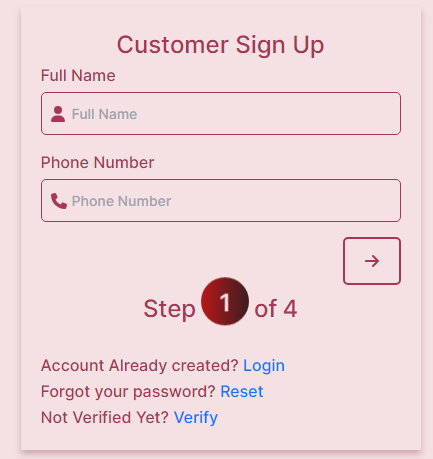 Customer Sign Up
Full Name
Full Name
Phone Number
Phone Number
Step 1 of 4
Account Already created? Login
Forgot your password? Reset
Not Verified Yet? Verify